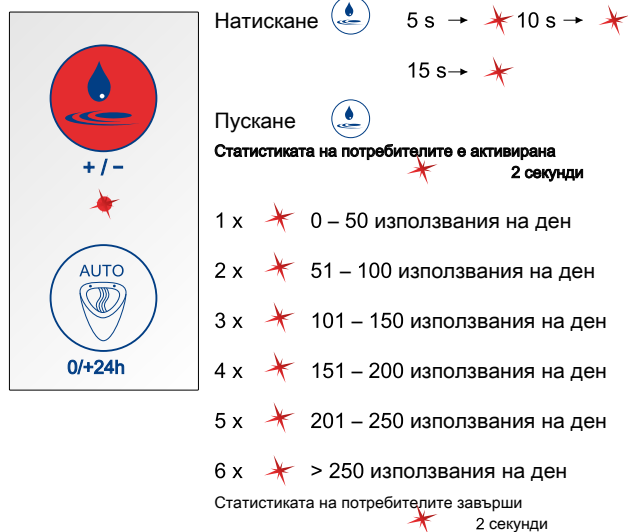 + / −
AUTO
0/+24h
Натискане 5 s → 10 s →
15 s→
Пускане
Статистиката на потребителите е активирана
2 секунди
1 x 0 – 50 използвания на ден
2 x 51 – 100 използвания на ден
3 x 101 – 150 използвания на ден
4 x 151 – 200 използвания на ден
5 x 201 – 250 използвания на ден
6 x > 250 използвания на ден
Статистиката на потребителите завърши
2 секунди